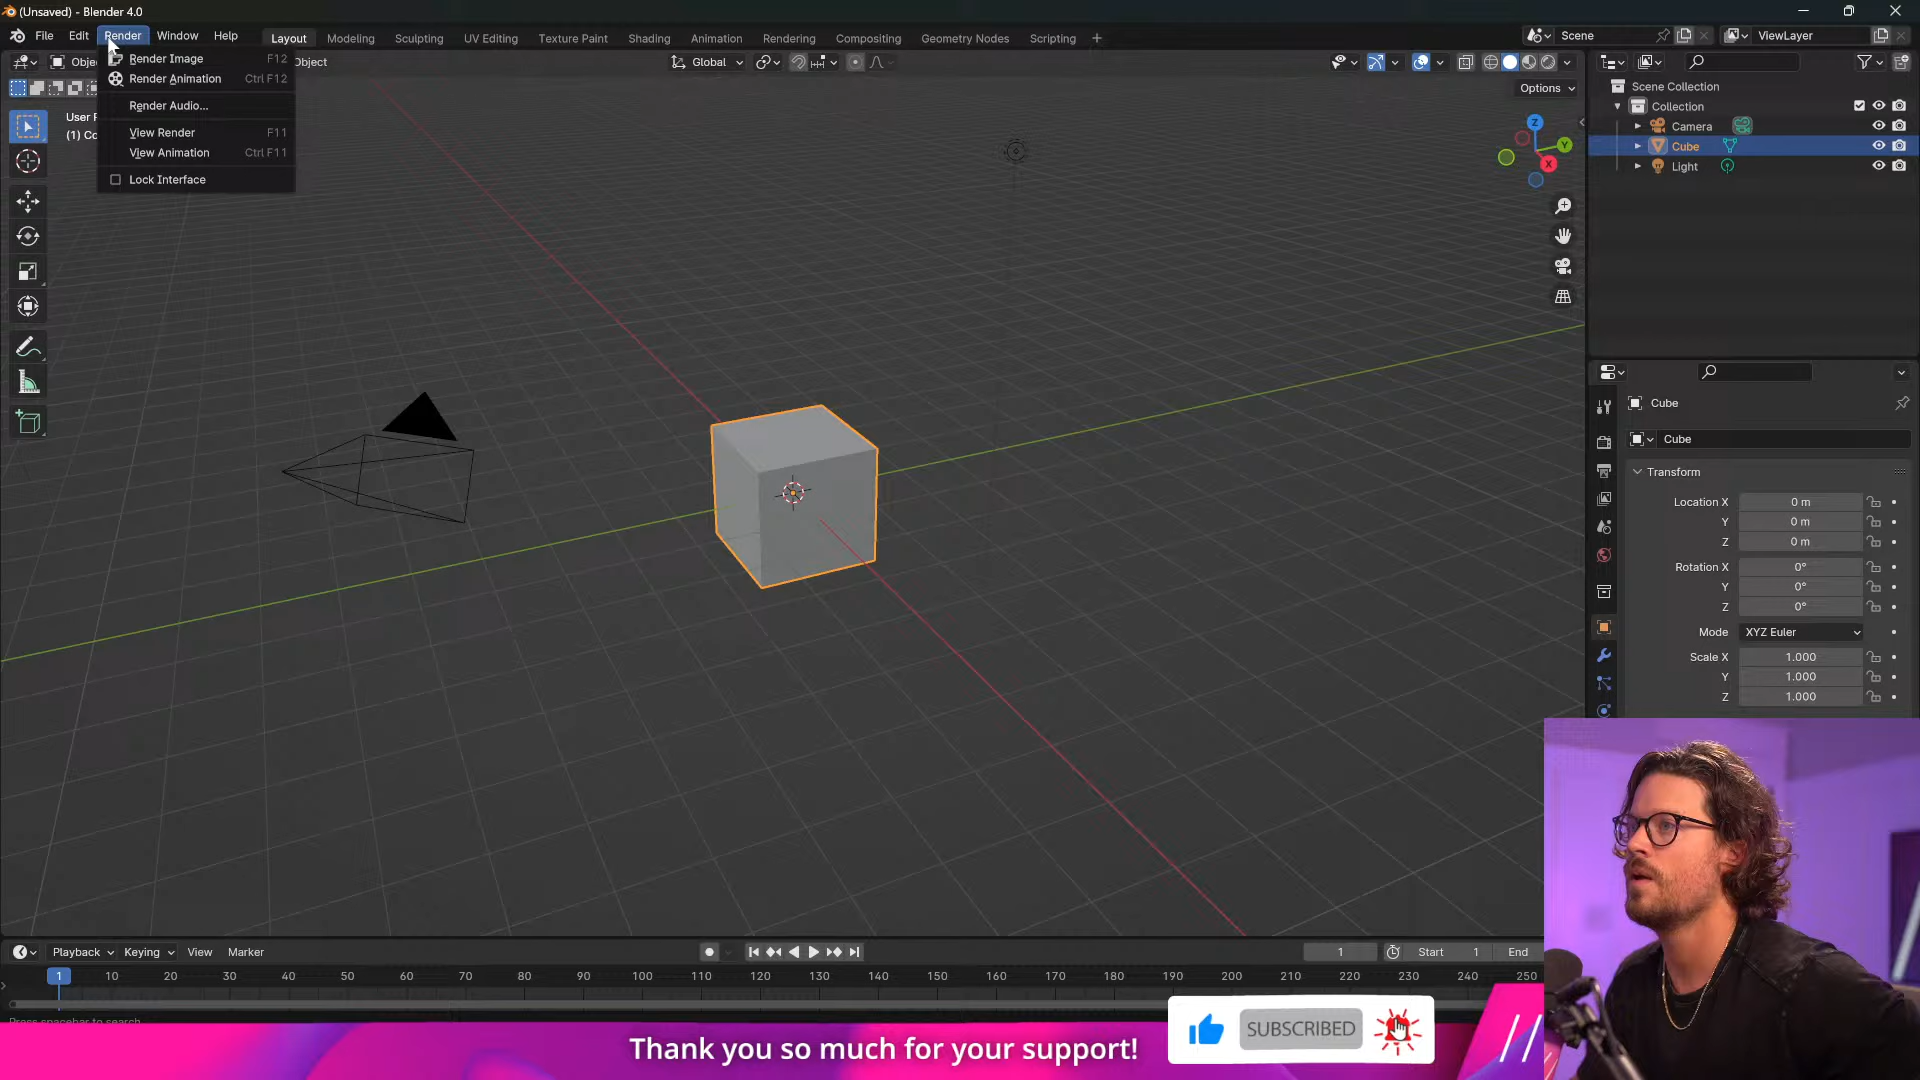 (Unsaved) - Blender 4.0
File Edit Render Window Help Layout Modeling Sculpting UV Editing Texture Paint Shading Animation Rendering Compositing Geometry Nodes Scripting + Scene ViewLayer
Object Global
Options
User
(1)
Render Image F12
Render Animation Ctrl F12
Render Audio...
View Render F11
View Animation Ctrl F11
Lock Interface
Z
Y
X
Scene Collection
Collection
Camera
Cube
Light
Cube
Cube
Transform
Location X 0 m
Y 0 m
Z 0 m
Rotation X 0°
Y 0°
Z 0°
Mode XYZ Euler
Scale X 1.000
Y 1.000
Z 1.000
Playback Keying View Marker 1 Start 1 End
1 10 20 30 40 50 60 70 80 90 100 110 120 130 140 150 160 170 180 190 200 210 220 230 240 250
Press spacebar to search
Thank you so much for your support!
SUBSCRIBED
//